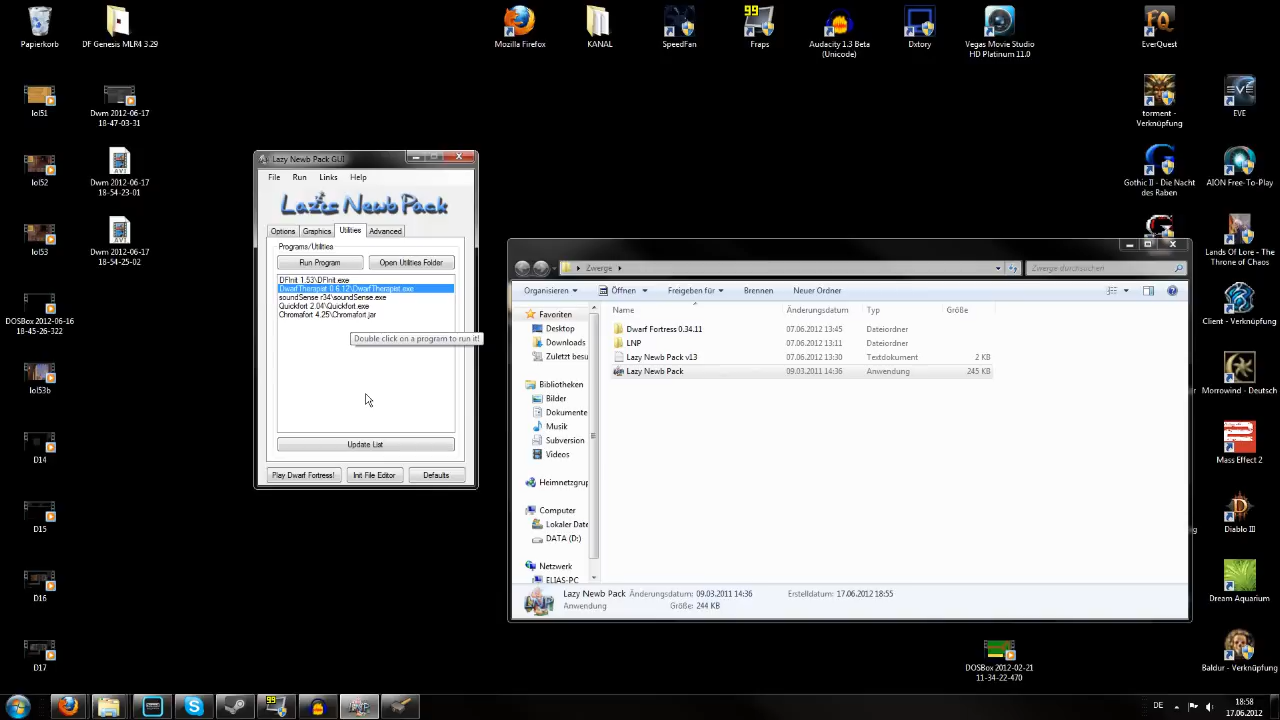 Papierkorb
DF Genesis MLR4 3.29
Mozilla Firefox
KANAL
SpeedFan
99
Fraps
Audacity 1.3 Beta
(Unicode)
Dxtory
Vegas Movie Studio
HD Platinum 11.0
EverQuest
lol51
Dwm 2012-06-17
18-47-03-31
torment -
Verknüpfung
EVE
lol52
Dwm 2012-06-17
18-54-23-01
Gothic II - Die Nacht
des Raben
AION Free-To-Play
lol53
Dwm 2012-06-17
18-54-25-02
Lands Of Lore - The
Throne of Chaos
DOSBox 2012-06-16
18-45-26-322
Client - Verknüpfung
lol53b
Morrowind - Deutsch
D14
Mass Effect 2
D15
Diablo III
D16
Dream Aquarium
D17
DOSBox 2012-02-21
11-34-22-470
Baldur - Verknüpfung
Lazy Newb Pack GUI
File Run Links Help
Lazy Newb Pack
Options Graphics Utilities Advanced
Programs/Utilities
Run Program Open Utilities Folder
DFInit 1.53\DFInit.exe
DwarfTherapist 0.6.12\DwarfTherapist.exe
soundSense r34\soundSense.exe
Quickfort 2.04\Quickfort.exe
Chromafort 4.25\Chromafort.jar
Double click on a program to run it!
Update List
Play Dwarf Fortress! Init File Editor Defaults
Zwerge
Zwerge durchsuchen
Organisieren Öffnen Freigeben für Brennen Neuer Ordner
Favoriten
Desktop
Downloads
Zuletzt besu
Bibliotheken
Bilder
Dokumente
Musik
Subversion
Videos
Heimnetzgrup
Computer
Lokaler Date
DATA (D:)
Netzwerk
ELIAS-PC
Name Änderungsdatum Typ Größe
Dwarf Fortress 0.34.11 07.06.2012 13:45 Dateiordner
LNP 07.06.2012 13:11 Dateiordner
Lazy Newb Pack v13 07.06.2012 13:30 Textdokument 2 KB
Lazy Newb Pack 09.03.2011 14:36 Anwendung 245 KB
LNP
Lazy Newb Pack Änderungsdatum: 09.03.2011 14:36 Erstelldatum: 17.06.2012 18:55
Anwendung Größe: 244 KB
99
DE
18:58
17.06.2012